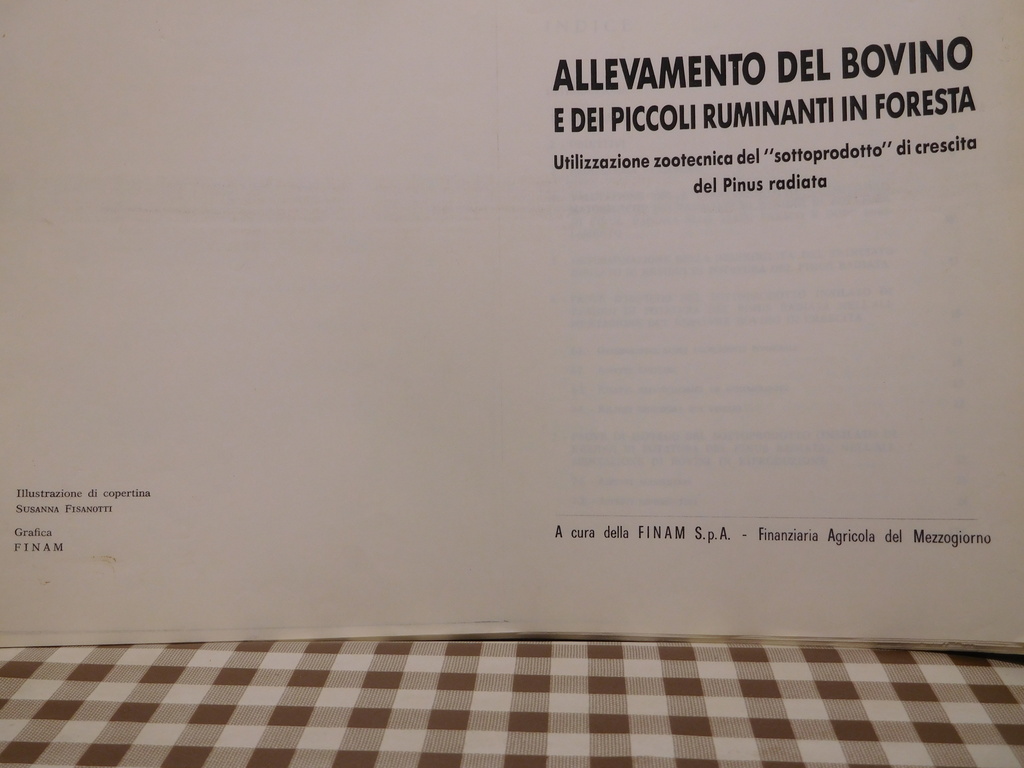 Illustrazione di copertina
SUSANNA FISANOTTI
Grafica
FINAM
ALLEVAMENTO DEL BOVINO
E DEI PICCOLI RUMINANTI IN FORESTA
Utilizzazione zootecnica del "sottoprodotto" di crescita
del Pinus radiata
A cura della FINAM S.p.A. - Finanziaria Agricola del Mezzogiorno
INDICE